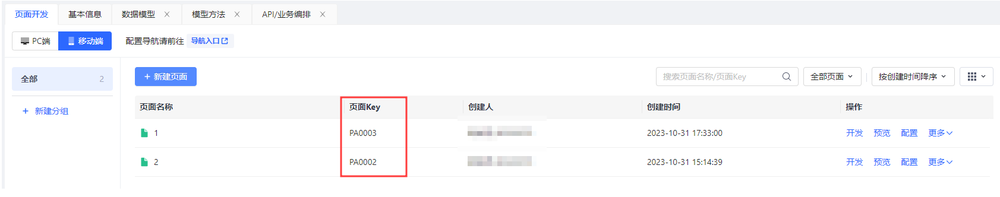 页面开发 基本信息 数据模型 模型方法 API/业务编排
PC端 移动端 配置导航请前往 导航入口
全部 2 + 新建页面 搜索页面名称/页面Key 全部页面 按创建时间降序
+ 新建分组
页面名称 页面Key 创建人 创建时间 操作
1 PA0003 2023-10-31 17:33:00 开发 预览 配置 更多
2 PA0002 2023-10-31 15:14:39 开发 预览 配置 更多